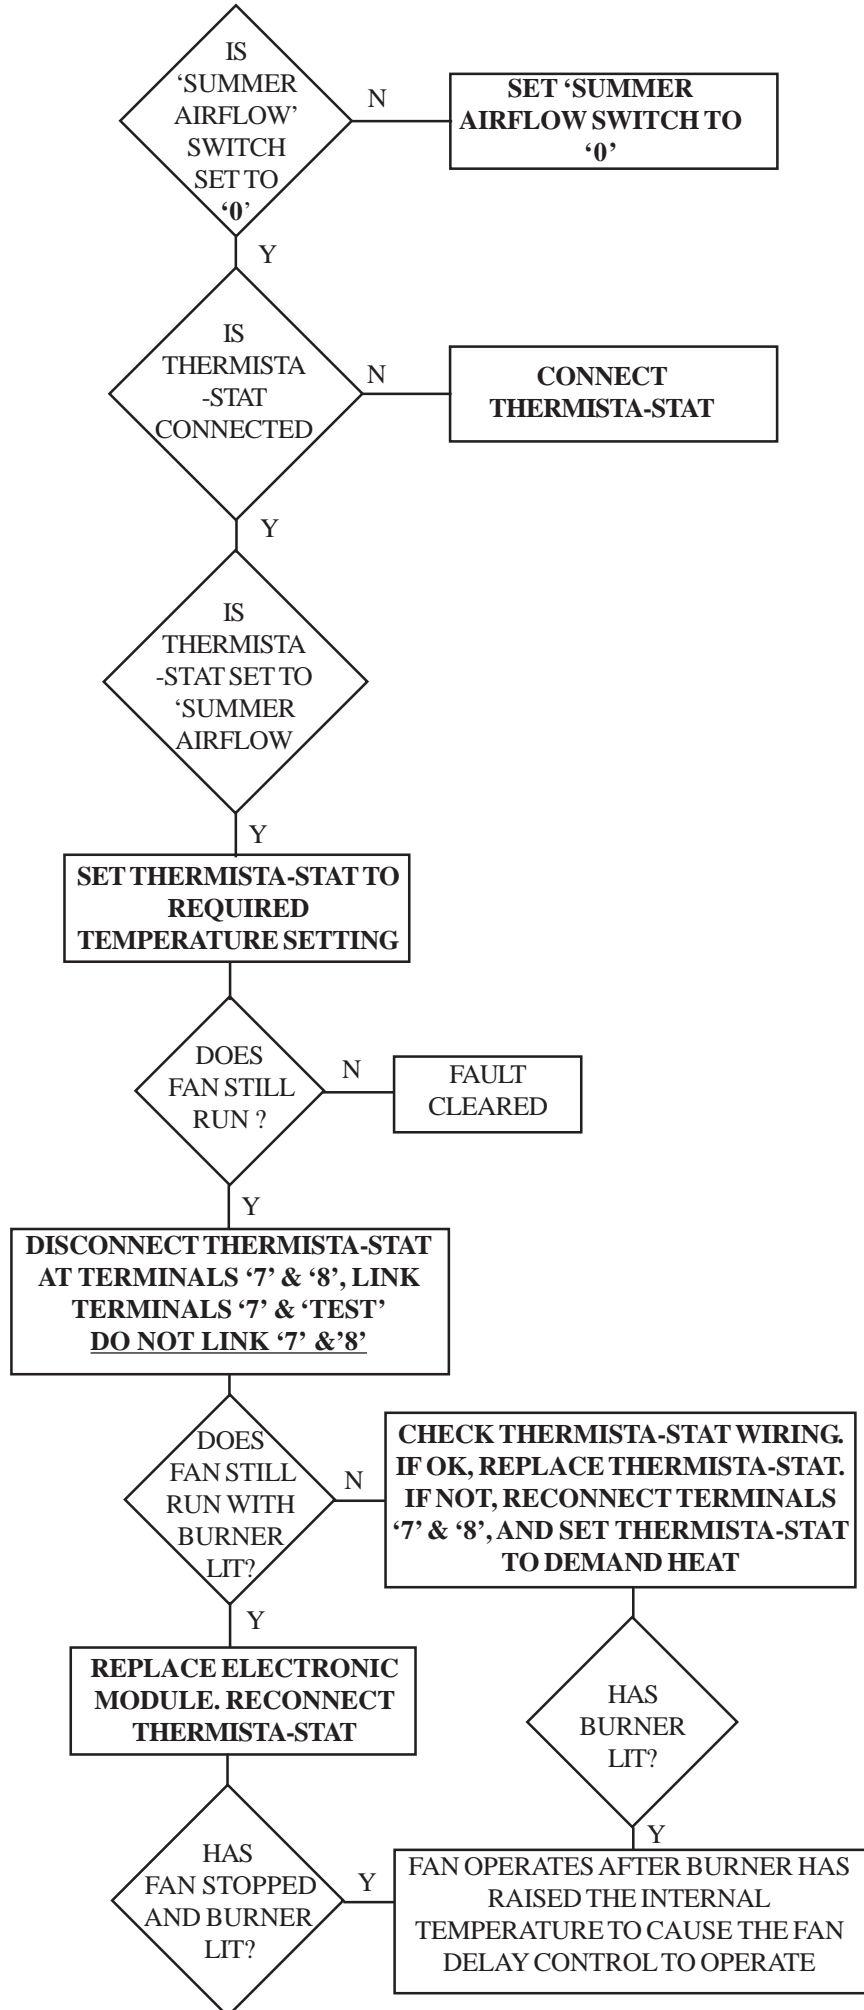 IS
‘SUMMER
AIRFLOW’
SWITCH
SET TO
‘0’
N
SET ‘SUMMER
AIRFLOW SWITCH TO
‘0’
Y
IS
THERMISTA
-STAT
CONNECTED
N
CONNECT
THERMISTA-STAT
Y
IS
THERMISTA
-STAT SET TO
‘SUMMER
AIRFLOW
Y
SET THERMISTA-STAT TO
REQUIRED
TEMPERATURE SETTING
DOES
FAN STILL
RUN ?
N
FAULT
CLEARED
Y
DISCONNECT THERMISTA-STAT
AT TERMINALS ‘7’ & ‘8’, LINK
TERMINALS ‘7’ & ‘TEST’
DO NOT LINK ‘7’ &’8’
DOES
FAN STILL
RUN WITH
BURNER
LIT?
N
CHECK THERMISTA-STAT WIRING.
IF OK, REPLACE THERMISTA-STAT.
IF NOT, RECONNECT TERMINALS
‘7’ & ‘8’, AND SET THERMISTA-STAT
TO DEMAND HEAT
Y
REPLACE ELECTRONIC
MODULE. RECONNECT
THERMISTA-STAT
HAS
BURNER
LIT?
Y
HAS
FAN STOPPED
AND BURNER
LIT?
Y
FAN OPERATES AFTER BURNER HAS
RAISED THE INTERNAL
TEMPERATURE TO CAUSE THE FAN
DELAY CONTROL TO OPERATE